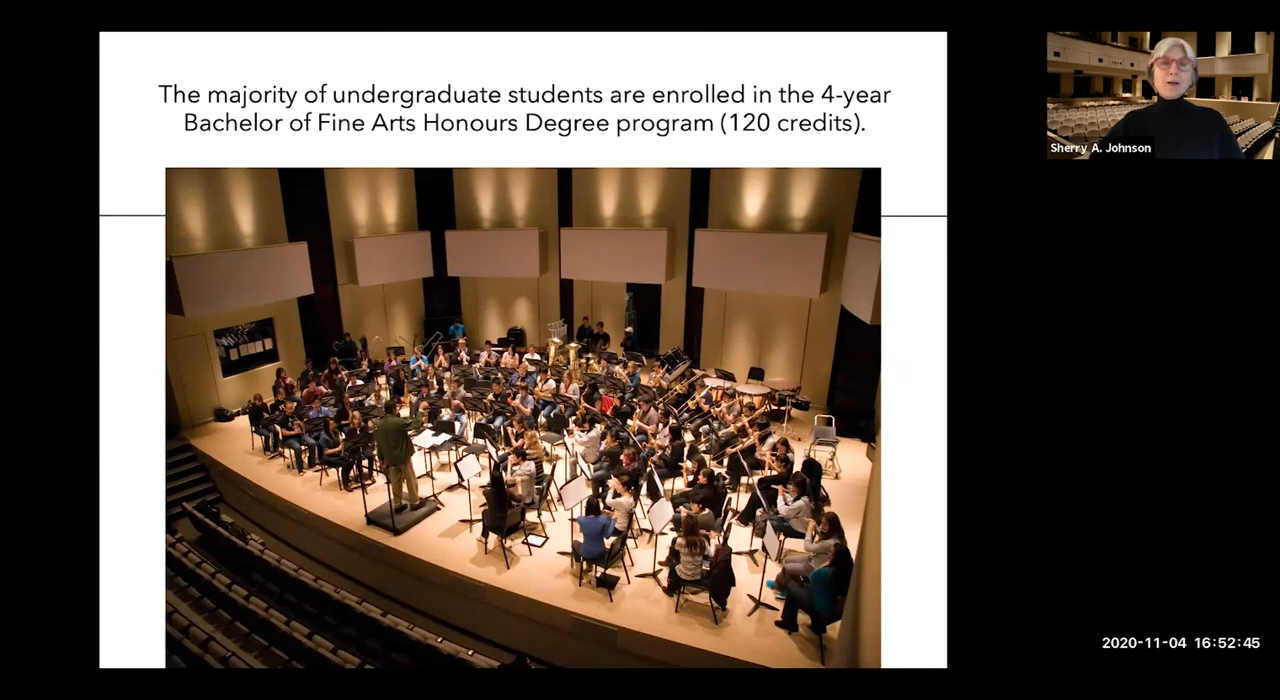 The majority of undergraduate students are enrolled in the 4-year
Bachelor of Fine Arts Honours Degree program (120 credits).
Sherry A. Johnson
2020-11-04 16:52:45